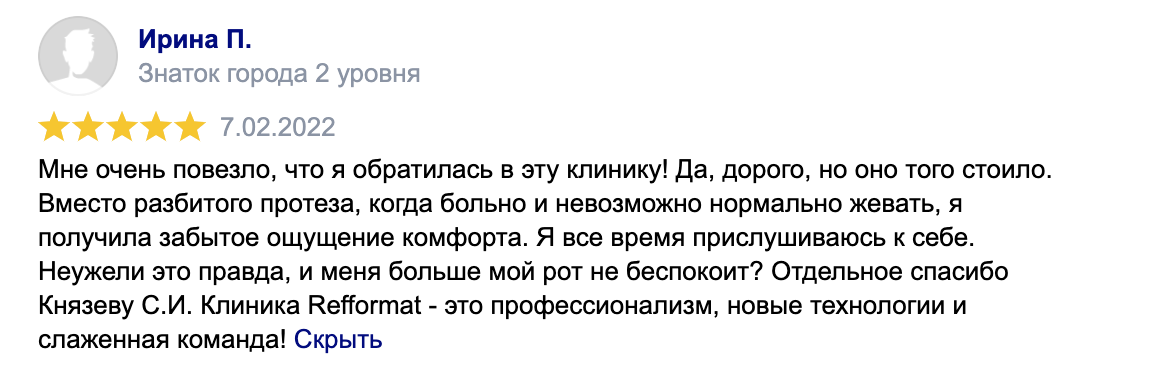 Ирина П.
Знаток города 2 уровня
7.02.2022
Мне очень повезло, что я обратилась в эту клинику! Да, дорого, но оно того стоило.
Вместо разбитого протеза, когда больно и невозможно нормально жевать, я
получила забытое ощущение комфорта. Я все время прислушиваюсь к себе.
Неужели это правда, и меня больше мой рот не беспокоит? Отдельное спасибо
Князеву С.И. Клиника Refformat - это профессионализм, новые технологии и
слаженная команда! Скрыть